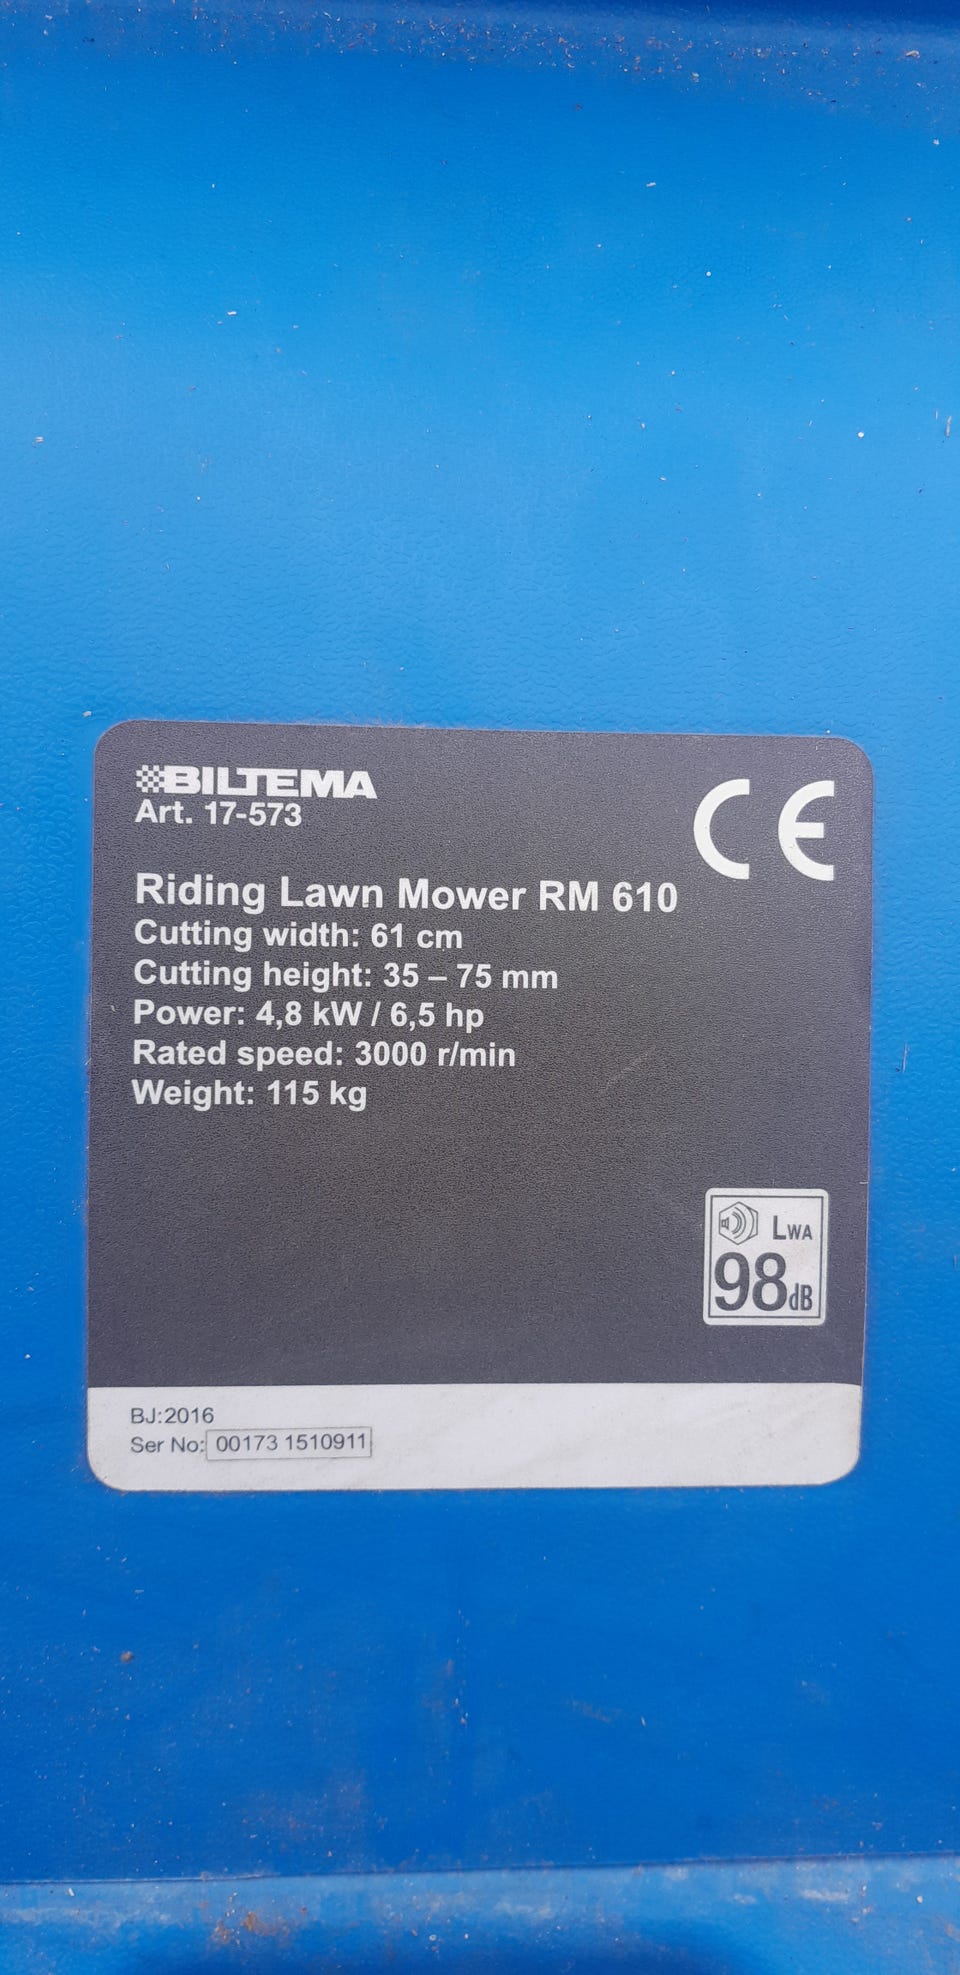 BILTEMA
Art. 17-573
CE
Riding Lawn Mower RM 610
Cutting width: 61 cm
Cutting height: 35 – 75 mm
Power: 4,8 kW / 6,5 hp
Rated speed: 3000 r/min
Weight: 115 kg
LWA
98dB
BJ:2016
Ser No: 00173 1510911